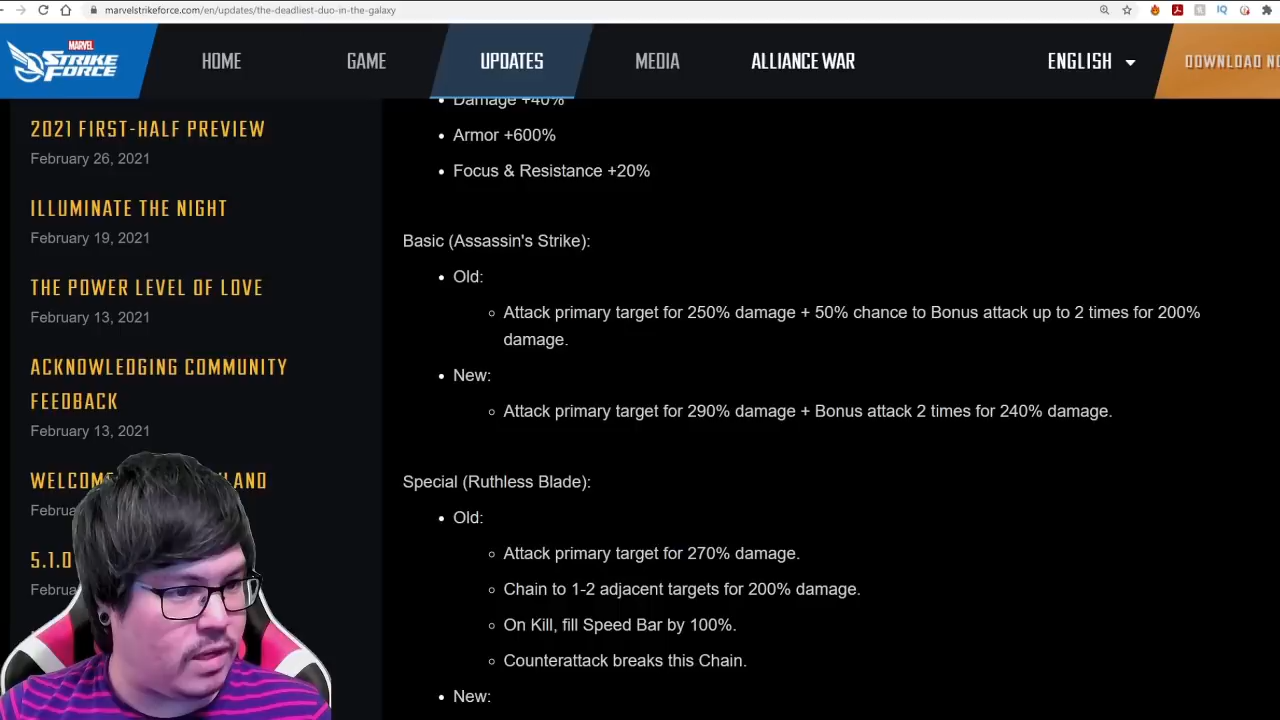 marvelstrikeforce.com/en/updates/the-deadliest-duo-in-the-galaxy
MARVEL
STRIKE
FORCE
HOME
GAME
UPDATES
MEDIA
ALLIANCE WAR
ENGLISH
DOWNLOAD
2021 FIRST-HALF PREVIEW
February 26, 2021
ILLUMINATE THE NIGHT
February 19, 2021
THE POWER LEVEL OF LOVE
February 13, 2021
ACKNOWLEDGING COMMUNITY
FEEDBACK
February 13, 2021
Damage +40%
Armor +600%
Focus & Resistance +20%
Basic (Assassin's Strike):
Old:
Attack primary target for 250% damage + 50% chance to Bonus attack up to 2 times for 200%
damage.
New:
Attack primary target for 290% damage + Bonus attack 2 times for 240% damage.
Special (Ruthless Blade):
Old:
Attack primary target for 270% damage.
Chain to 1-2 adjacent targets for 200% damage.
On Kill, fill Speed Bar by 100%.
Counterattack breaks this Chain.
New: